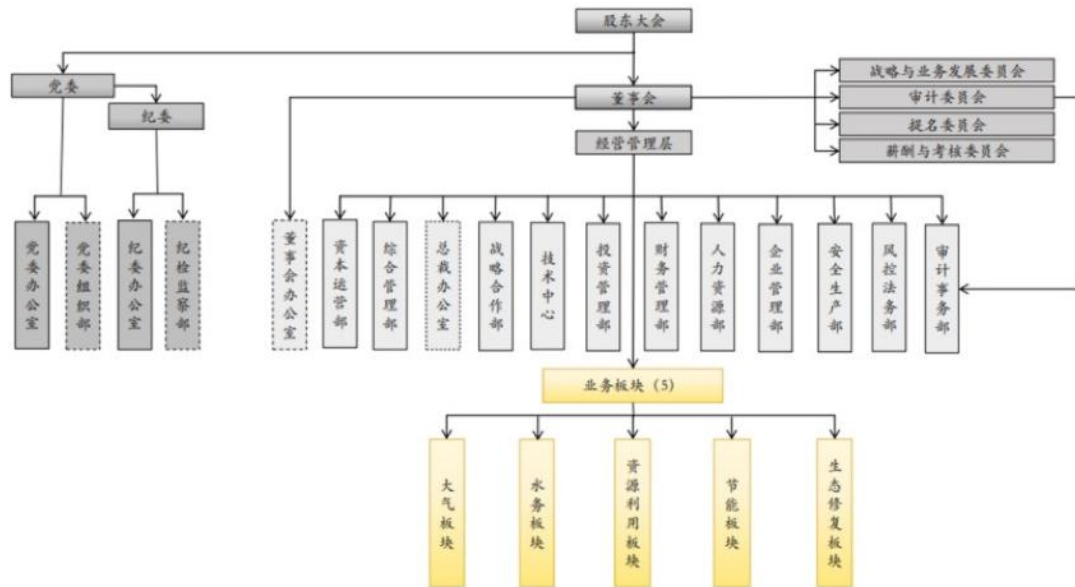 股东大会
党委
纪委
董事会
经营管理层
战略与业务发展委员会
审计委员会
提名委员会
薪酬与考核委员会
党委办公室
党委组织部
纪委办公室
纪检监察部
董事会办公室
资本运营部
综合管理部
总裁办公室
战略合作部
技术中心
投资管理部
财务管理部
人力资源部
企业管理部
安全生产部
风控法务部
审计事务部
业务板块（5）
大气板块
水务板块
资源利用板块
节能板块
生态修复板块